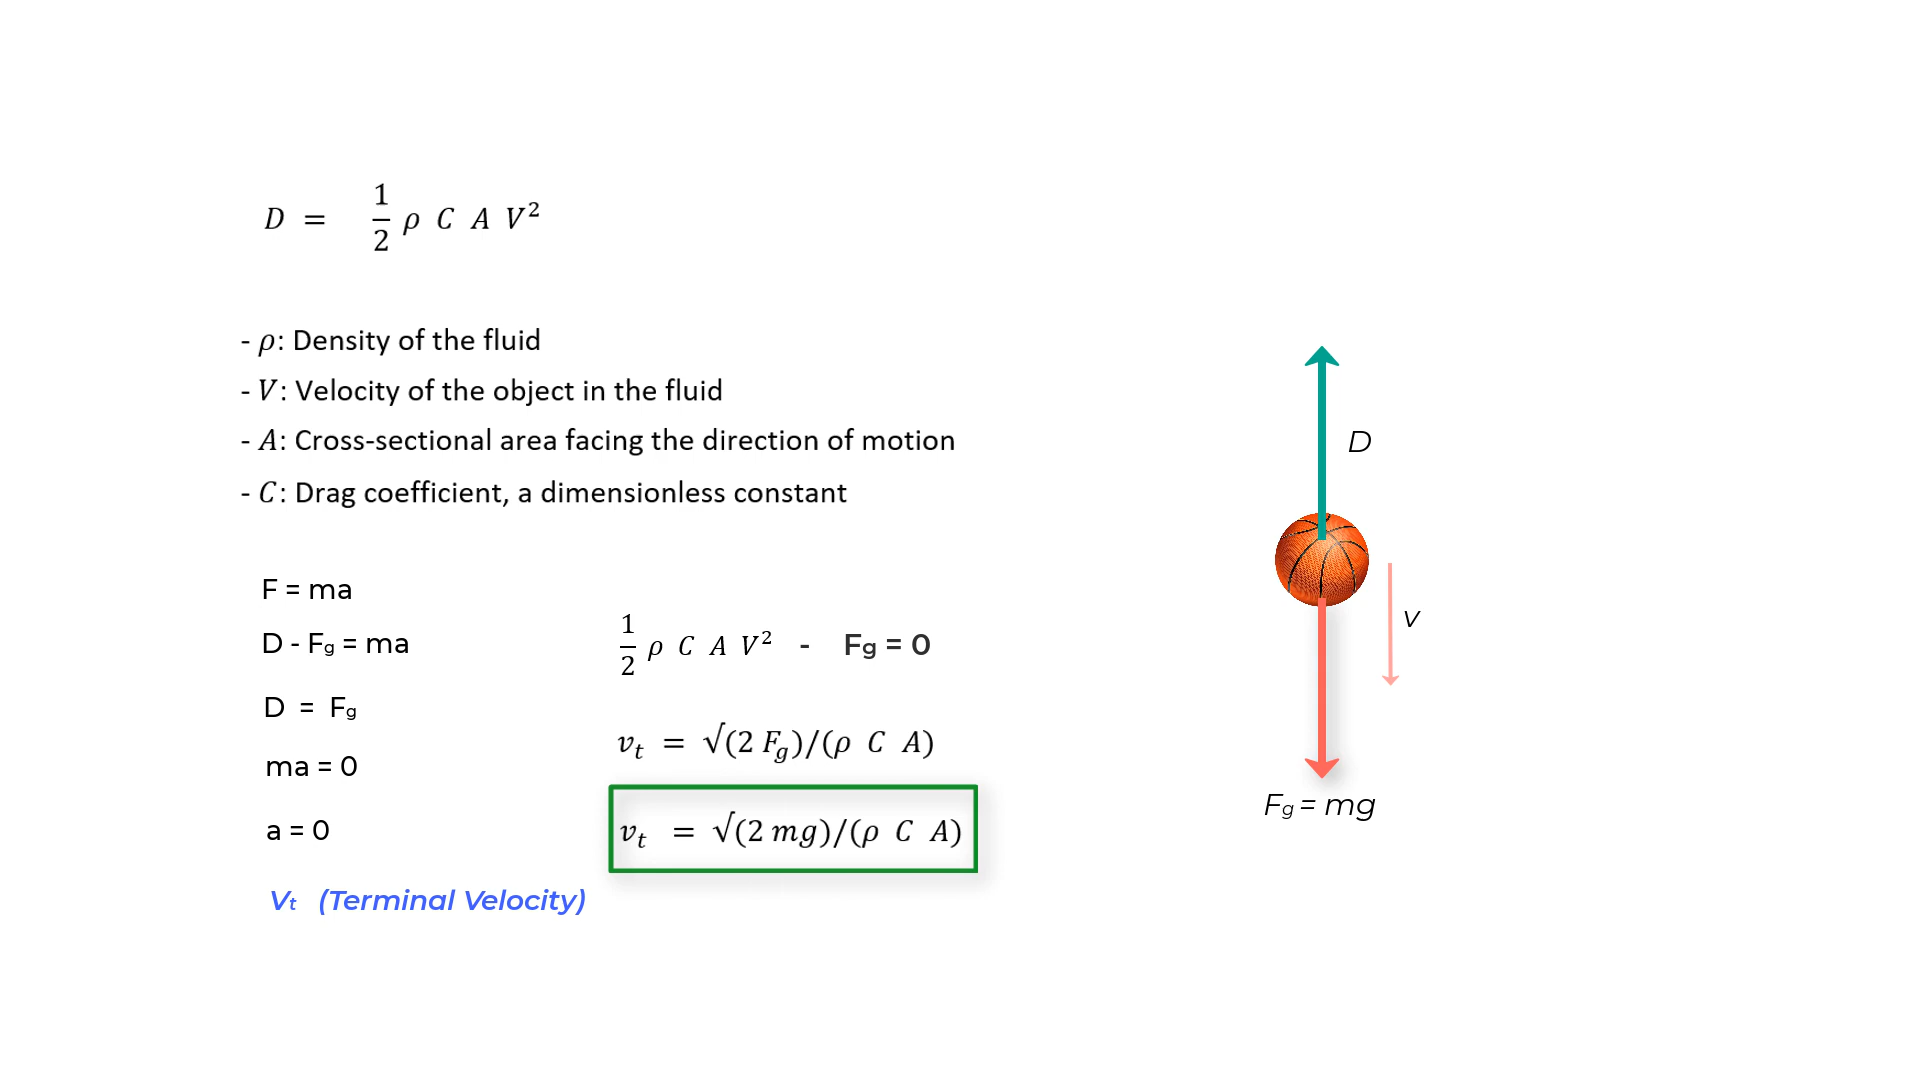 D = 1/2 ρ C A V²
- ρ: Density of the fluid
- V: Velocity of the object in the fluid
- A: Cross-sectional area facing the direction of motion
- C: Drag coefficient, a dimensionless constant
F = ma
D - Fg = ma
D = Fg
ma = 0
a = 0
Vt (Terminal Velocity)
1/2 ρ C A V² - Fg = 0
vt = √(2 Fg)/(ρ C A)
vt = √(2 mg)/(ρ C A)
D
V
Fg = mg